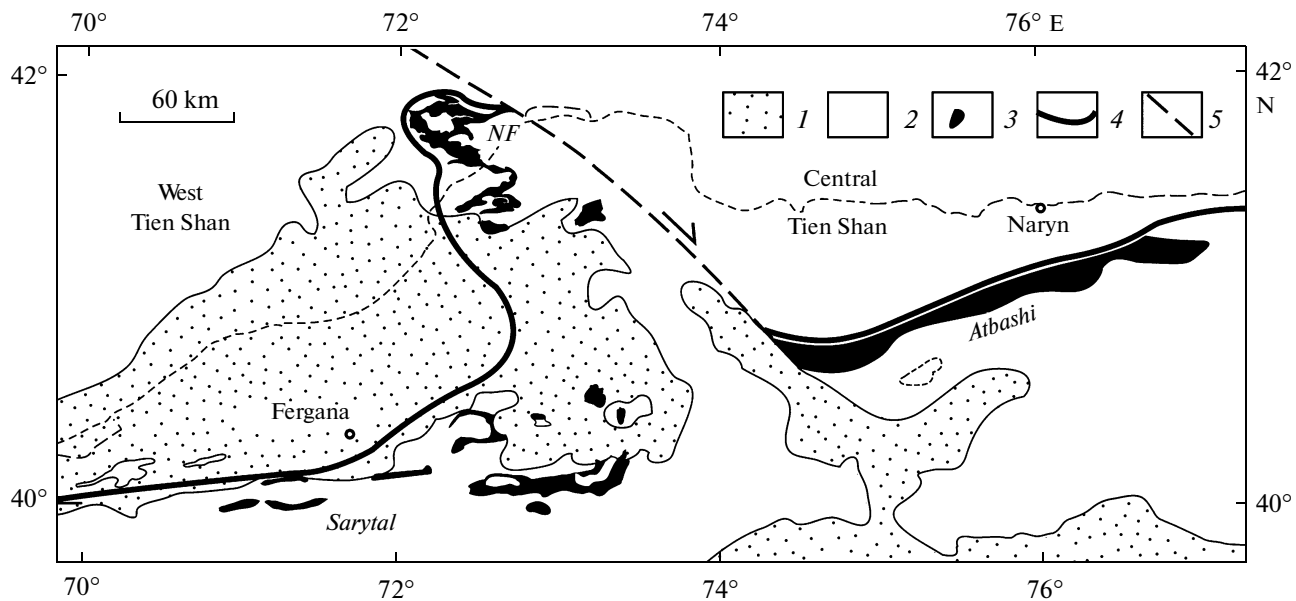 70° 72° 74° 76° E
42° 42°
N
60 km
1 2 3 4 5
NF
West
Tien Shan
Central
Tien Shan
Naryn
Atbashi
Fergana
40° 40°
Sarytal
70° 72° 74° 76°